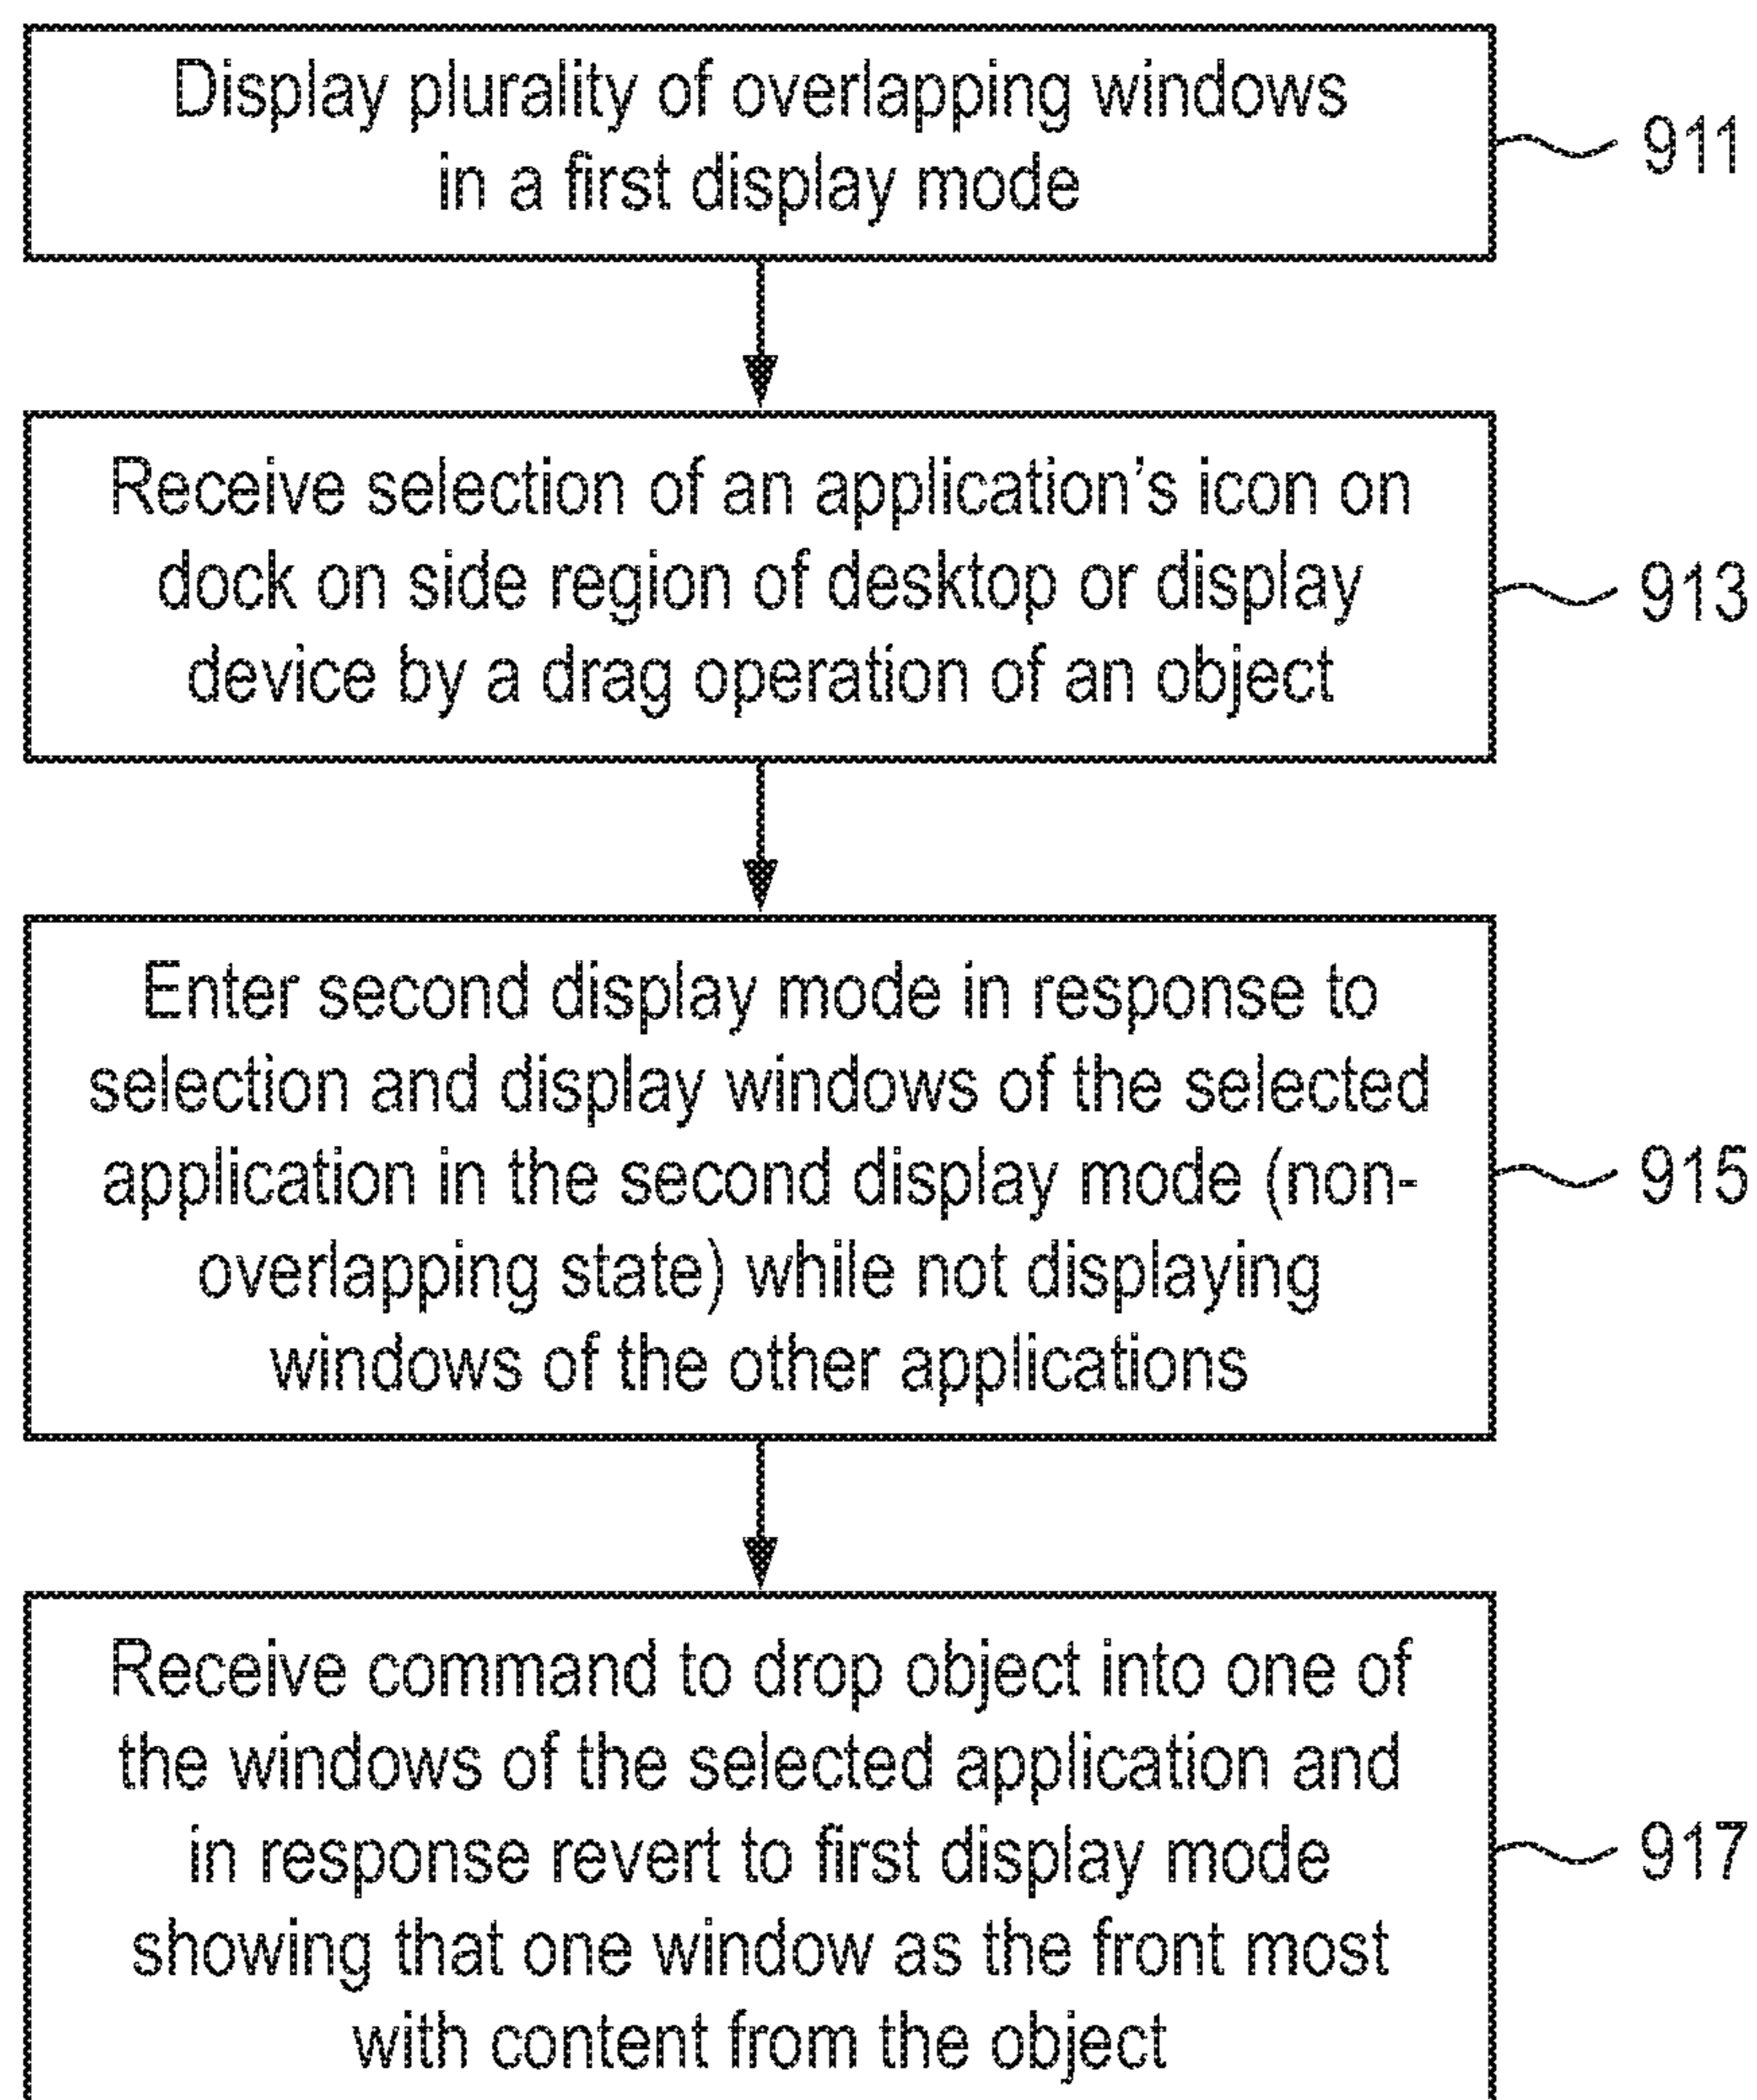 Display plurality of overlapping windows
in a first display mode
911
Receive selection of an application's icon on
dock on side region of desktop or display
device by a drag operation of an object
913
Enter second display mode in response to
selection and display windows of the selected
application in the second display mode (non-
overlapping state) while not displaying
windows of the other applications
915
Receive command to drop object into one of
the windows of the selected application and
in response revert to first display mode
showing that one window as the front most
with content from the object
917